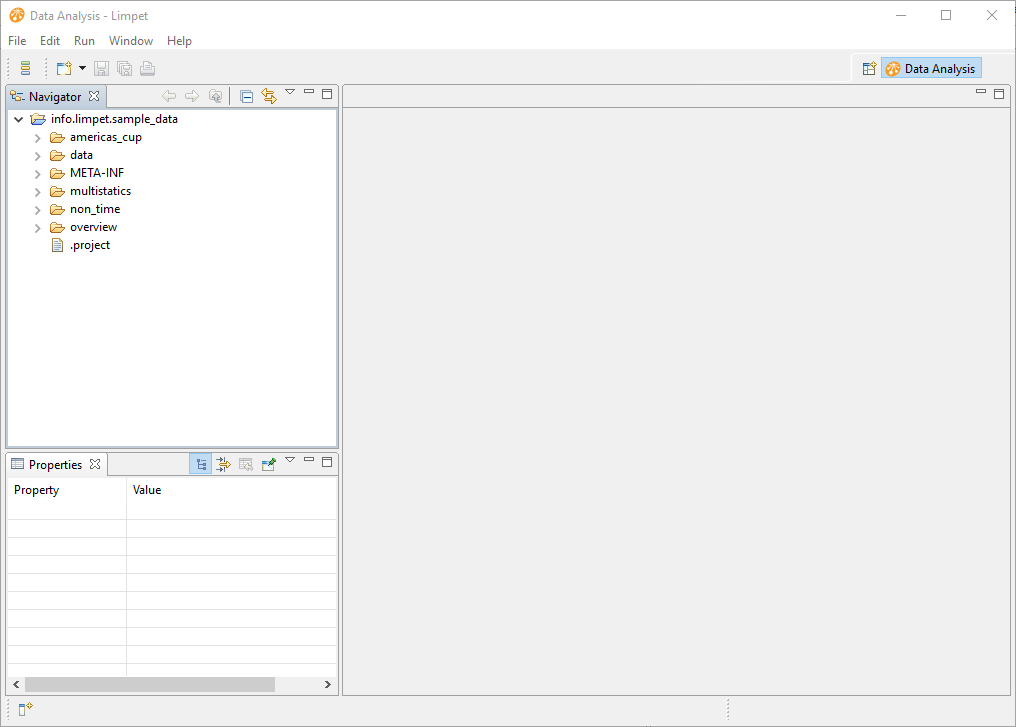 Data Analysis - Limpet
File Edit Run Window Help
Data Analysis
Navigator
info.limpet.sample_data
americas_cup
data
META-INF
multistatics
non_time
overview
.project
Properties
Property Value